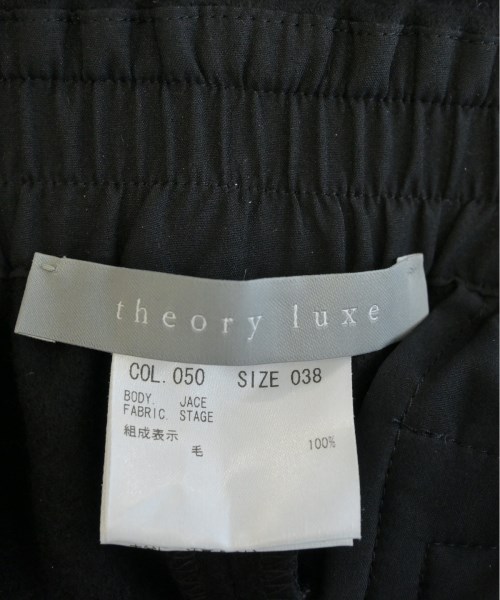 theory luxe
COL. 050 SIZE 038
BODY. JACE
FABRIC. STAGE
組成表示
毛 100%